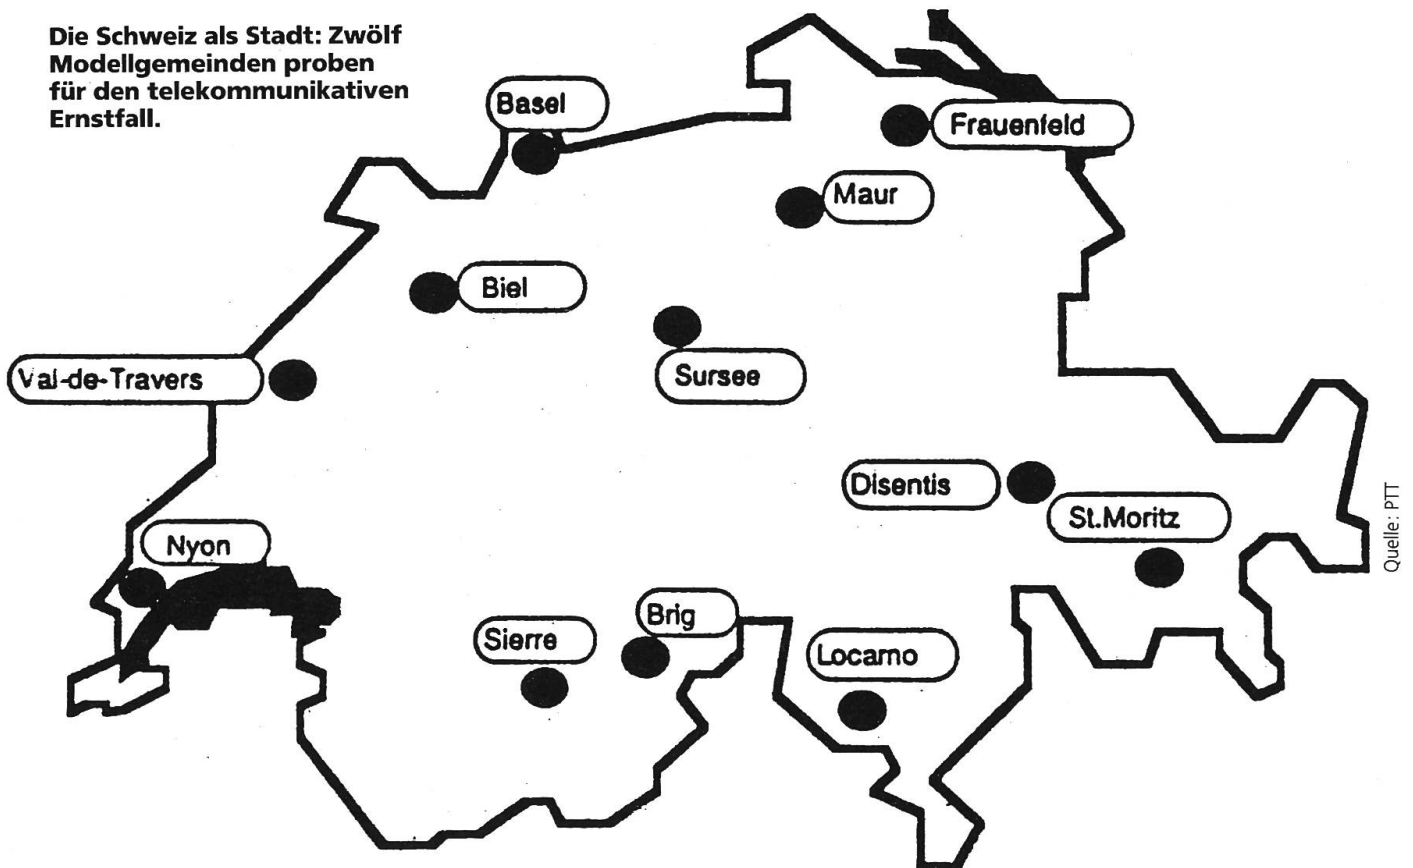 Die Schweiz als Stadt: Zwölf
Modellgemeinden proben
für den telekommunikativen
Ernstfall.
Basel
Frauenfeld
Maur
Biel
Sursee
Val-de-Travers
Disentis
St.Moritz
Nyon
Brig
Sierre
Locarno
Quelle: PTT